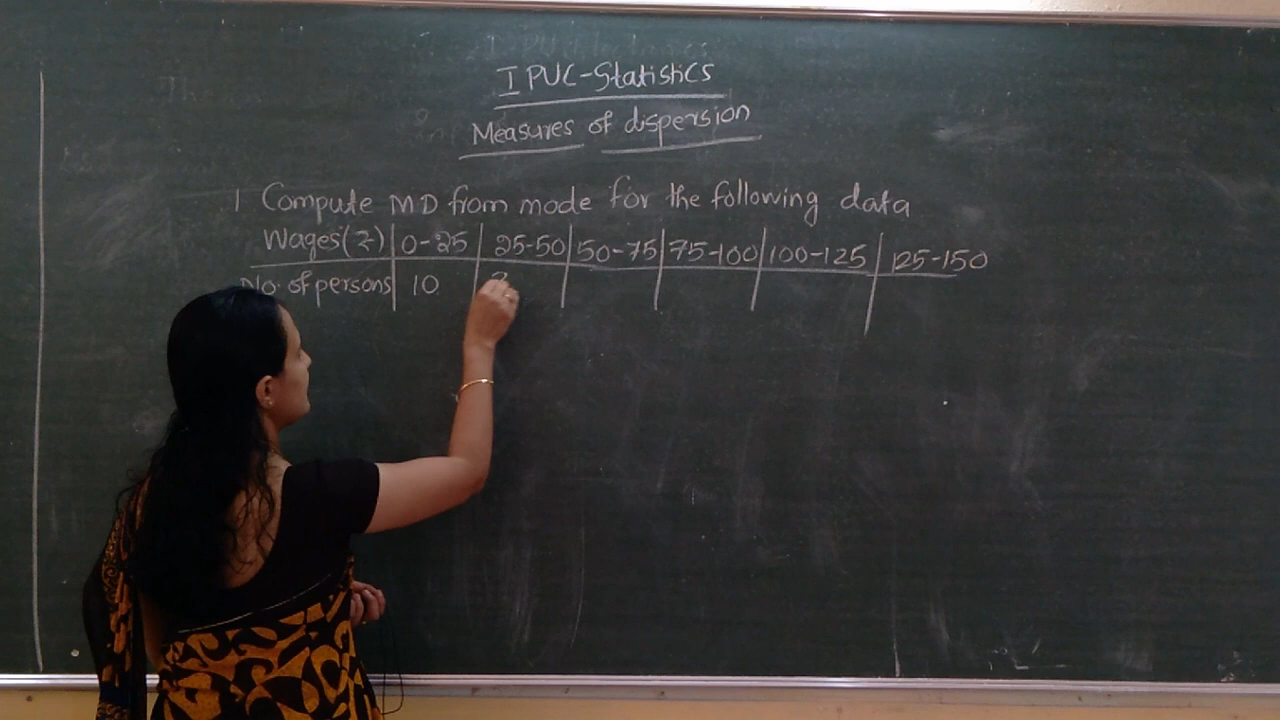 I PUC-Statistics
Measures of dispersion
1 Compute MD from mode for the following data
Wages(₹) 0-25 25-50 50-75 75-100 100-125 125-150
No. of persons 10